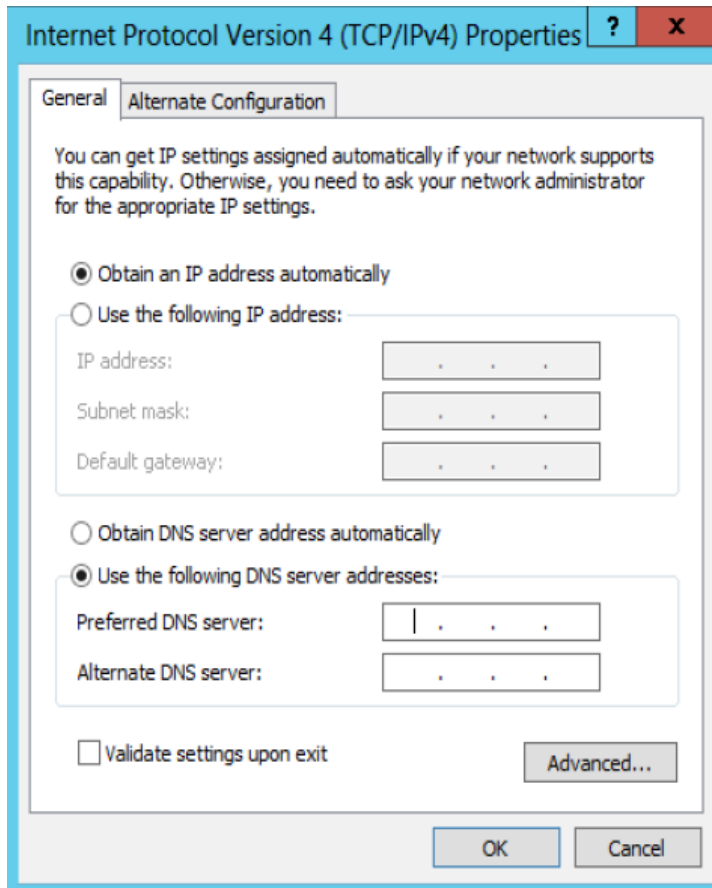 Internet Protocol Version 4 (TCP/IPv4) Properties ? x
General Alternate Configuration
You can get IP settings assigned automatically if your network supports
this capability. Otherwise, you need to ask your network administrator
for the appropriate IP settings.
Obtain an IP address automatically
Use the following IP address:
IP address: . . .
Subnet mask: . . .
Default gateway: . . .
Obtain DNS server address automatically
Use the following DNS server addresses:
Preferred DNS server: . . .
Alternate DNS server: . . .
Validate settings upon exit
Advanced...
OK Cancel